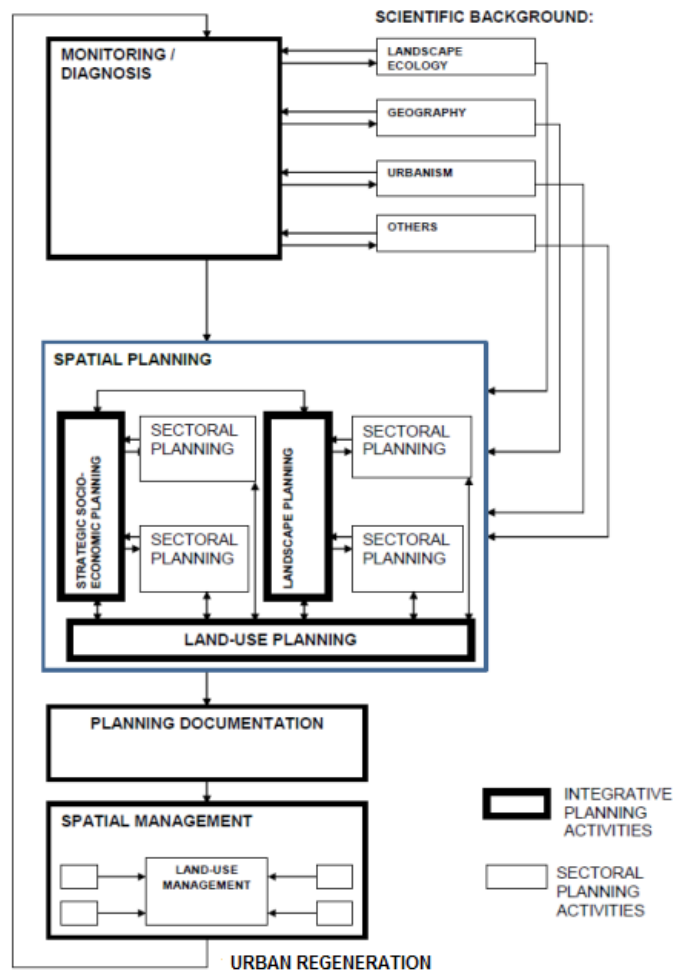 SCIENTIFIC BACKGROUND:
MONITORING /
DIAGNOSIS
LANDSCAPE
ECOLOGY
GEOGRAPHY
URBANISM
OTHERS
SPATIAL PLANNING
STRATEGIC SOCIO-
ECONOMIC PLANNING
SECTORAL
PLANNING
SECTORAL
PLANNING
LANDSCAPE PLANNING
SECTORAL
PLANNING
SECTORAL
PLANNING
LAND-USE PLANNING
PLANNING DOCUMENTATION
SPATIAL MANAGEMENT
LAND-USE
MANAGEMENT
INTEGRATIVE
PLANNING
ACTIVITIES
SECTORAL
PLANNING
ACTIVITIES
URBAN REGENERATION